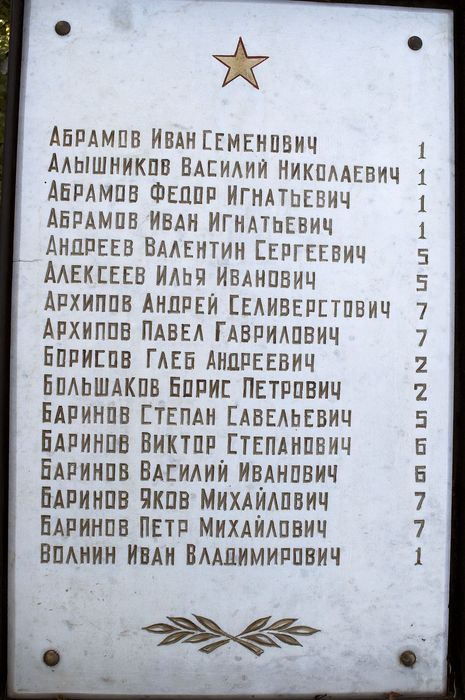 Абрамов Иван Семенович 1
Алышников Василий Николаевич 1
Абрамов Федор Игнатьевич 1
Абрамов Иван Игнатьевич 1
Андреев Валентин Сергеевич 5
Алексеев Илья Иванович 5
Архипов Андрей Селиверстович 7
Архипов Павел Гаврилович 7
Борисов Глеб Андреевич 2
Большаков Борис Петрович 2
Баринов Степан Савельевич 5
Баринов Виктор Степанович 6
Баринов Василий Иванович 6
Баринов Яков Михайлович 7
Баринов Петр Михайлович 7
Волнин Иван Владимирович 1